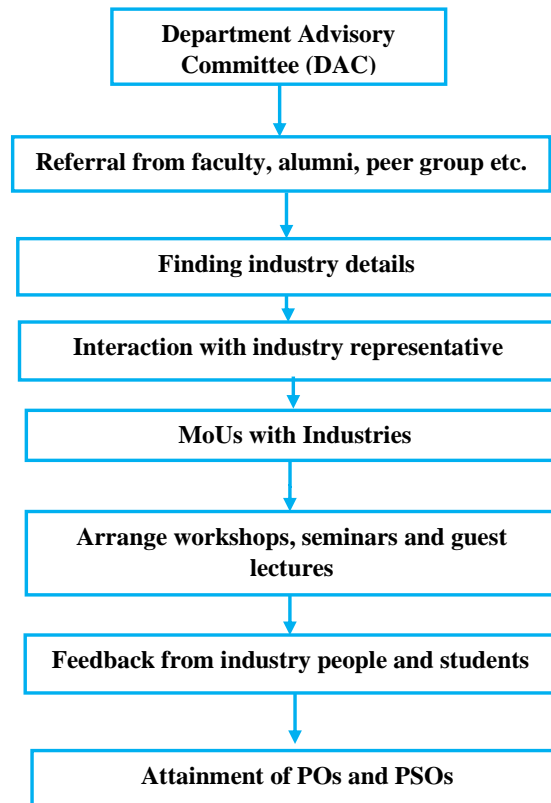 Department Advisory
Committee (DAC)
Referral from faculty, alumni, peer group etc.
Finding industry details
Interaction with industry representative
MoUs with Industries
Arrange workshops, seminars and guest
lectures
Feedback from industry people and students
Attainment of POs and PSOs